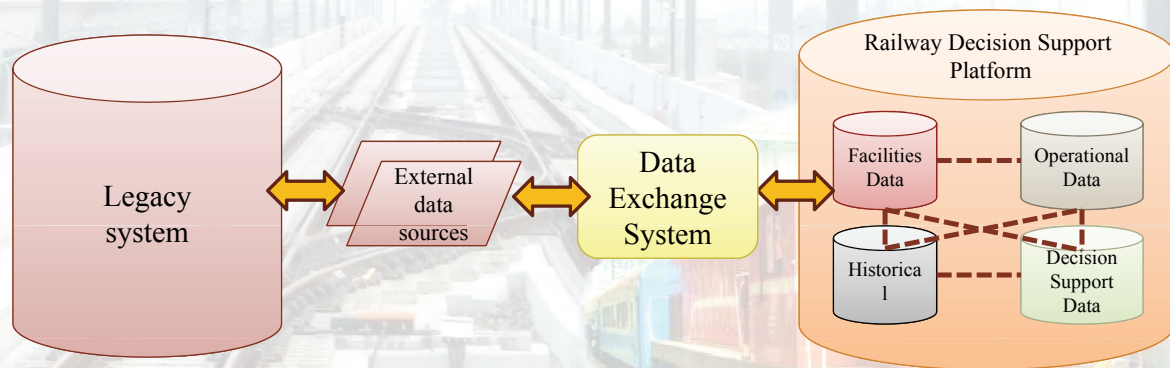 Legacy
system
External
data
sources
Data
Exchange
System
Railway Decision Support
Platform
Facilities
Data
Operational
Data
Historica
l
Decision
Support
Data